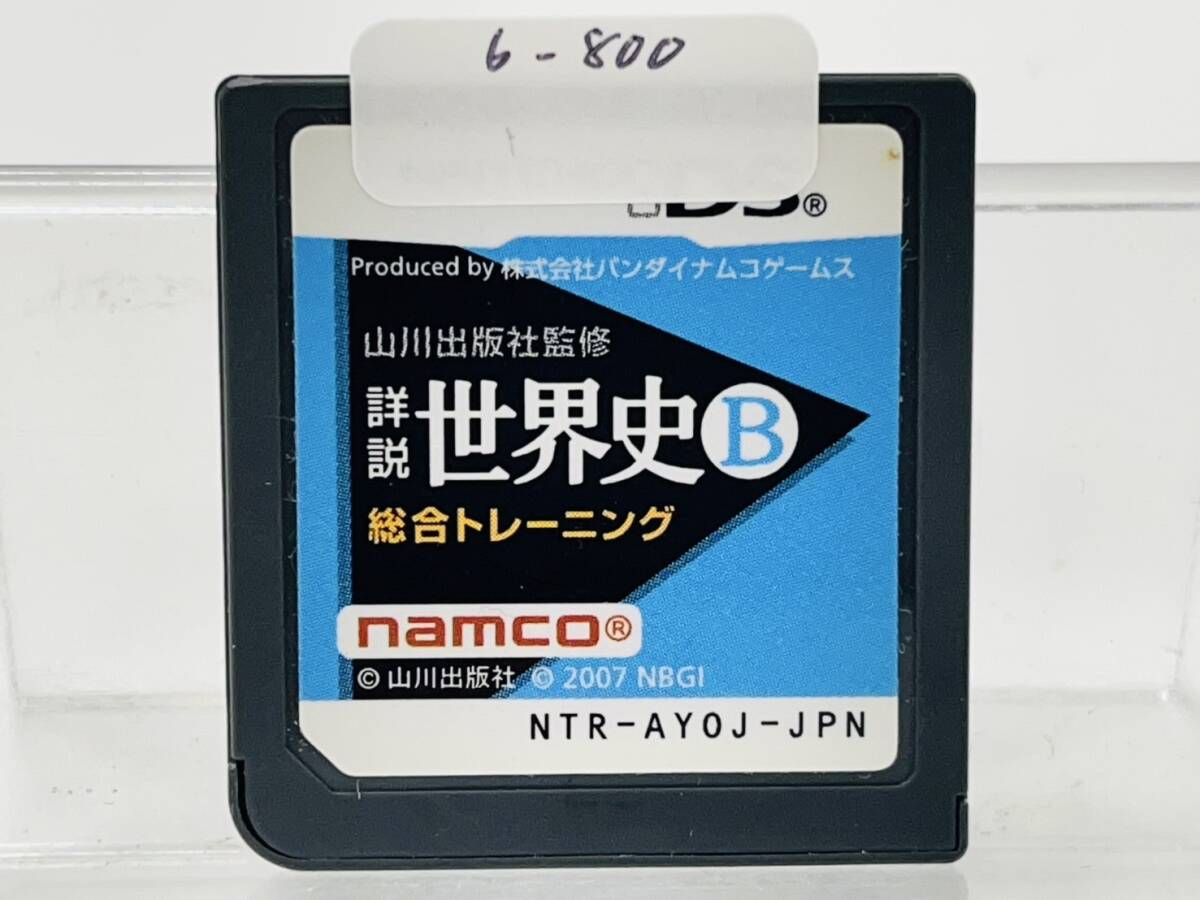 6-800
DS®
Produced by 株式会社バンダイナムコゲームス
山川出版社監修
詳説 世界史B
総合トレーニング
namco®
© 山川出版社 © 2007 NBGI
NTR-AYOJ-JPN